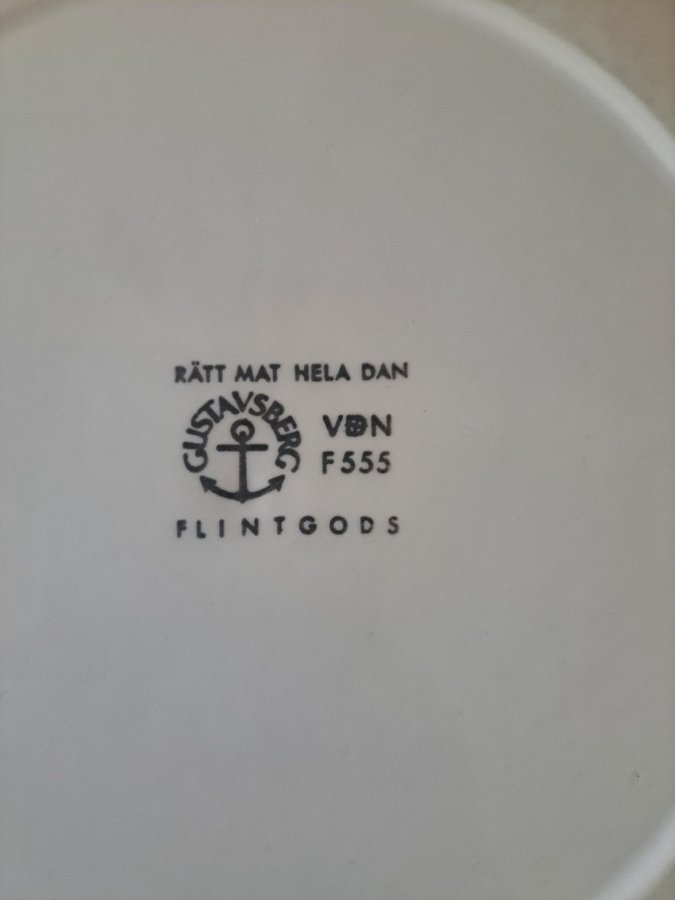 RÄTT MAT HELA DAN
GUSTAVSBERG
VDN
F555
FLINTGODS